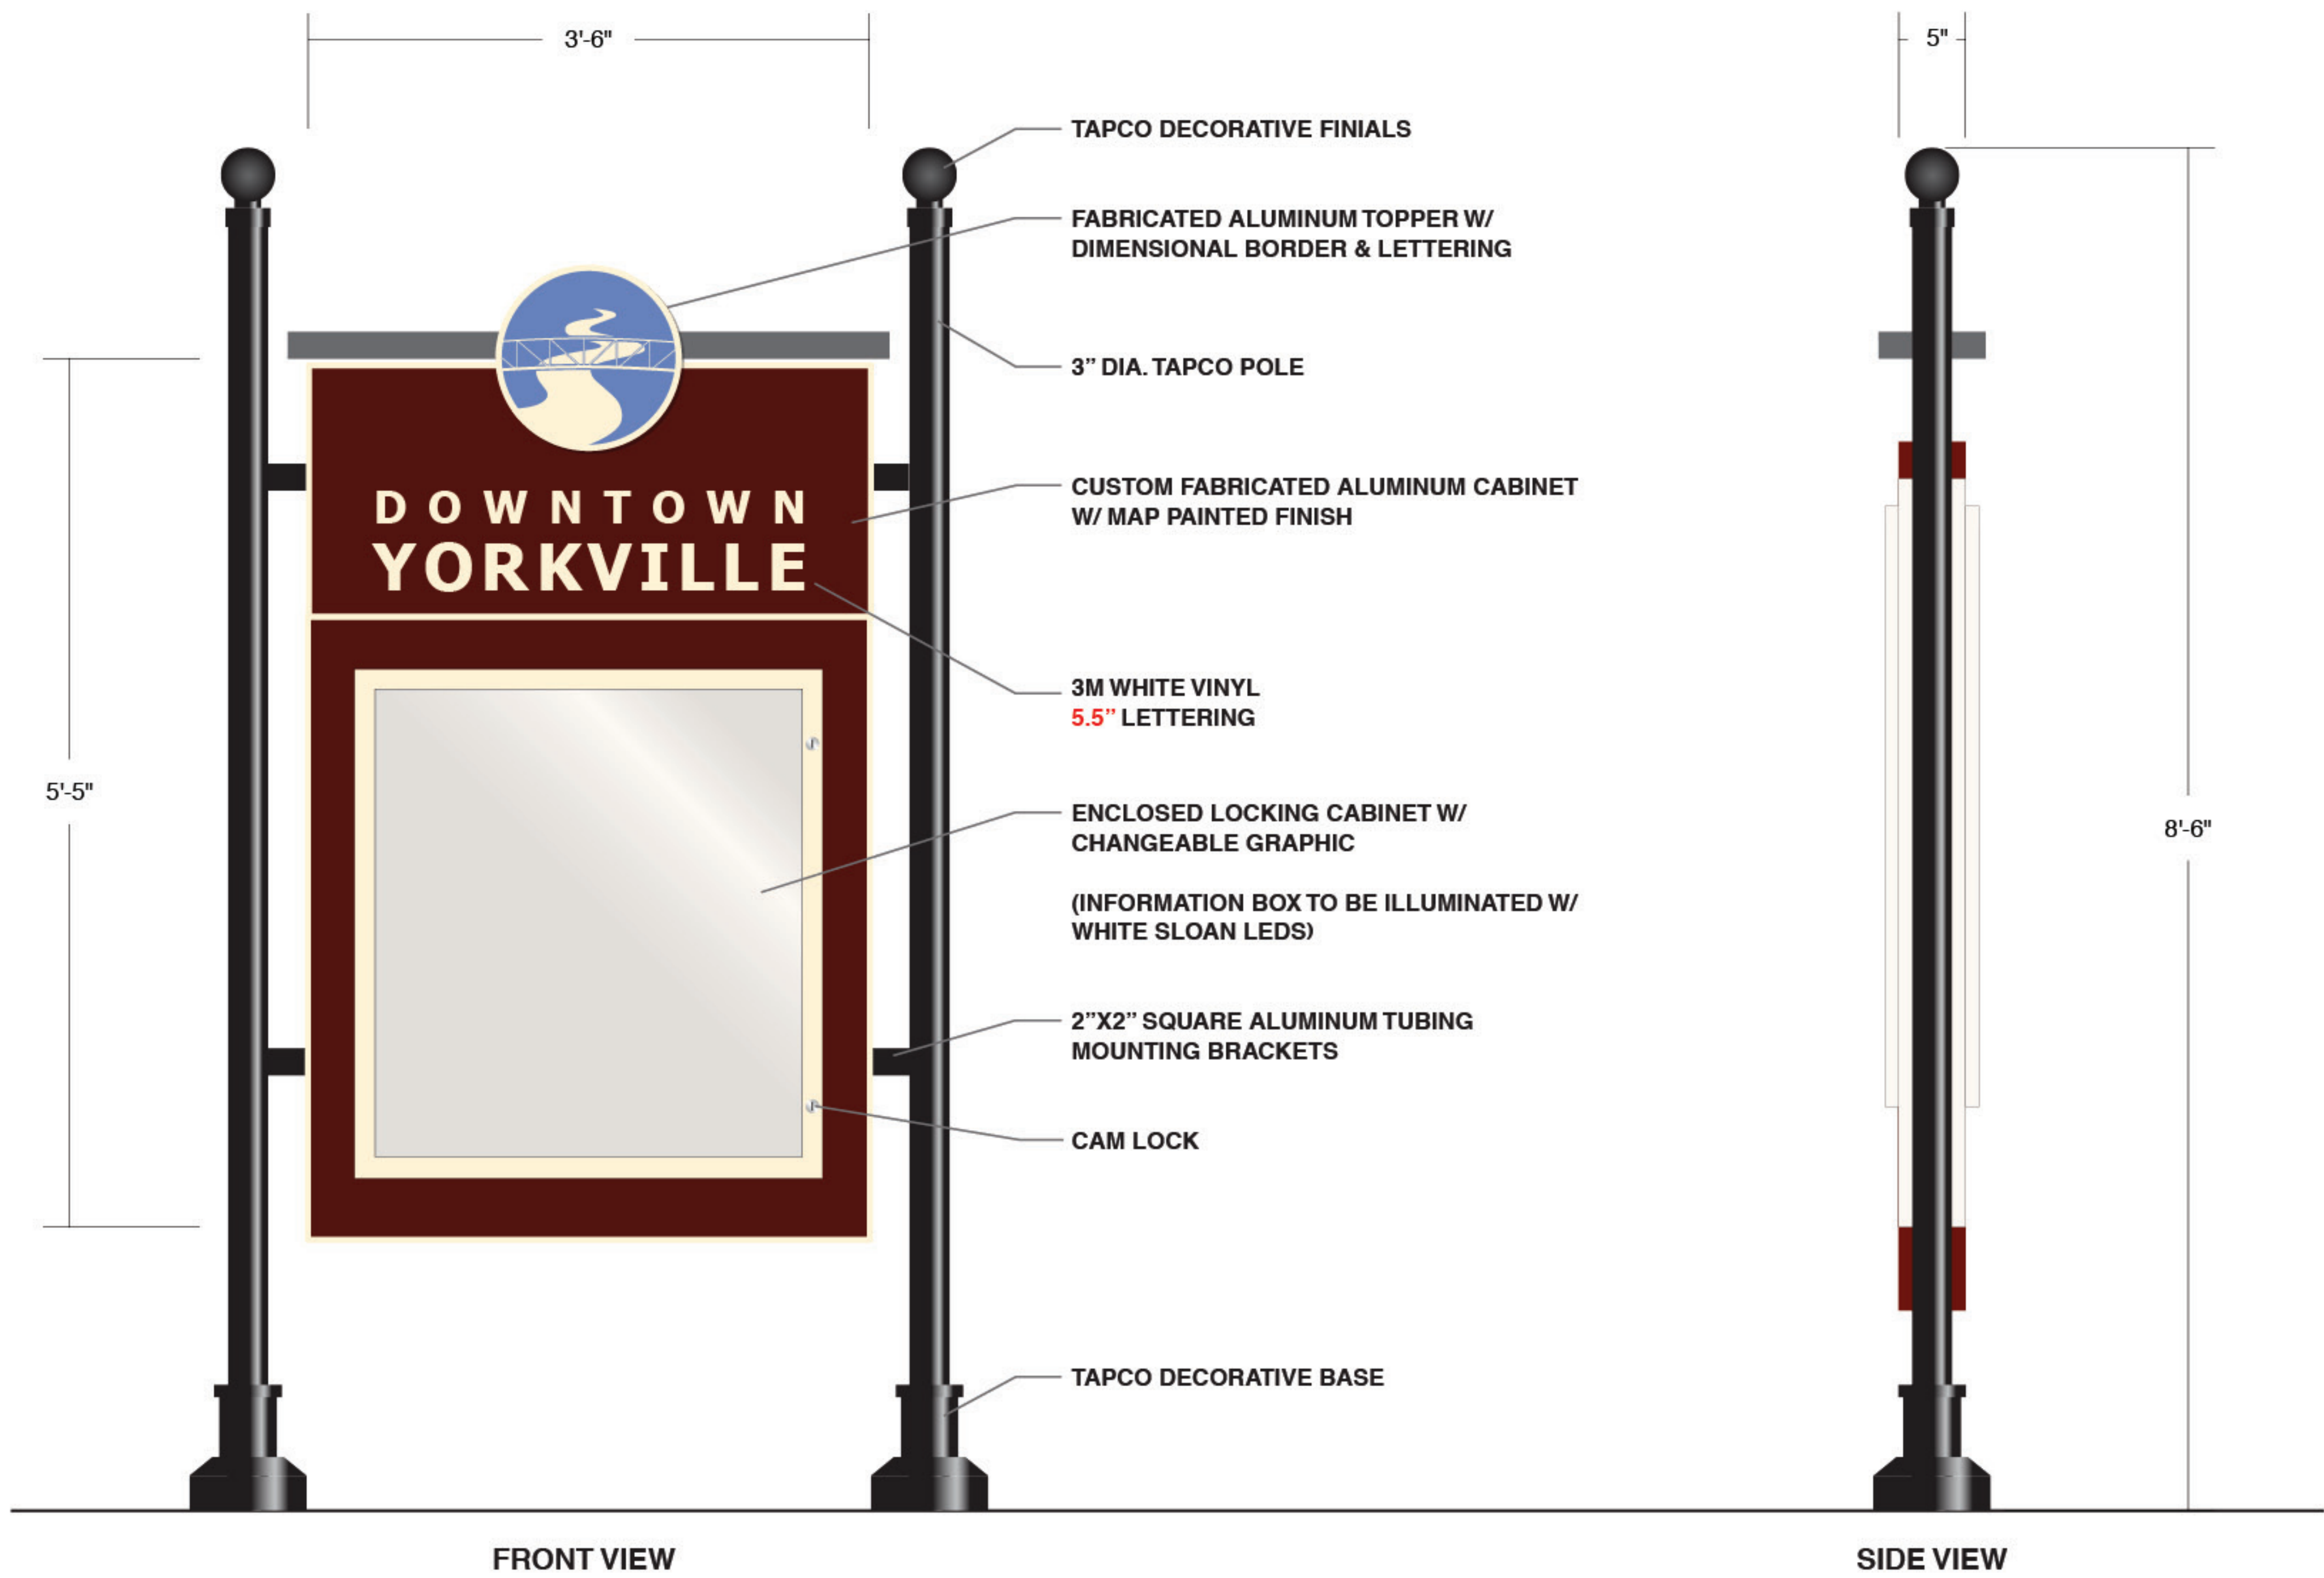 3'-6"
5"
TAPCO DECORATIVE FINIALS
FABRICATED ALUMINUM TOPPER W/
DIMENSIONAL BORDER & LETTERING
3” DIA. TAPCO POLE
CUSTOM FABRICATED ALUMINUM CABINET
W/ MAP PAINTED FINISH
DOWNTOWN
YORKVILLE
3M WHITE VINYL
5.5” LETTERING
5'-5"
ENCLOSED LOCKING CABINET W/
CHANGEABLE GRAPHIC
(INFORMATION BOX TO BE ILLUMINATED W/
WHITE SLOAN LEDS)
8'-6"
2”X2” SQUARE ALUMINUM TUBING
MOUNTING BRACKETS
CAM LOCK
TAPCO DECORATIVE BASE
FRONT VIEW
SIDE VIEW